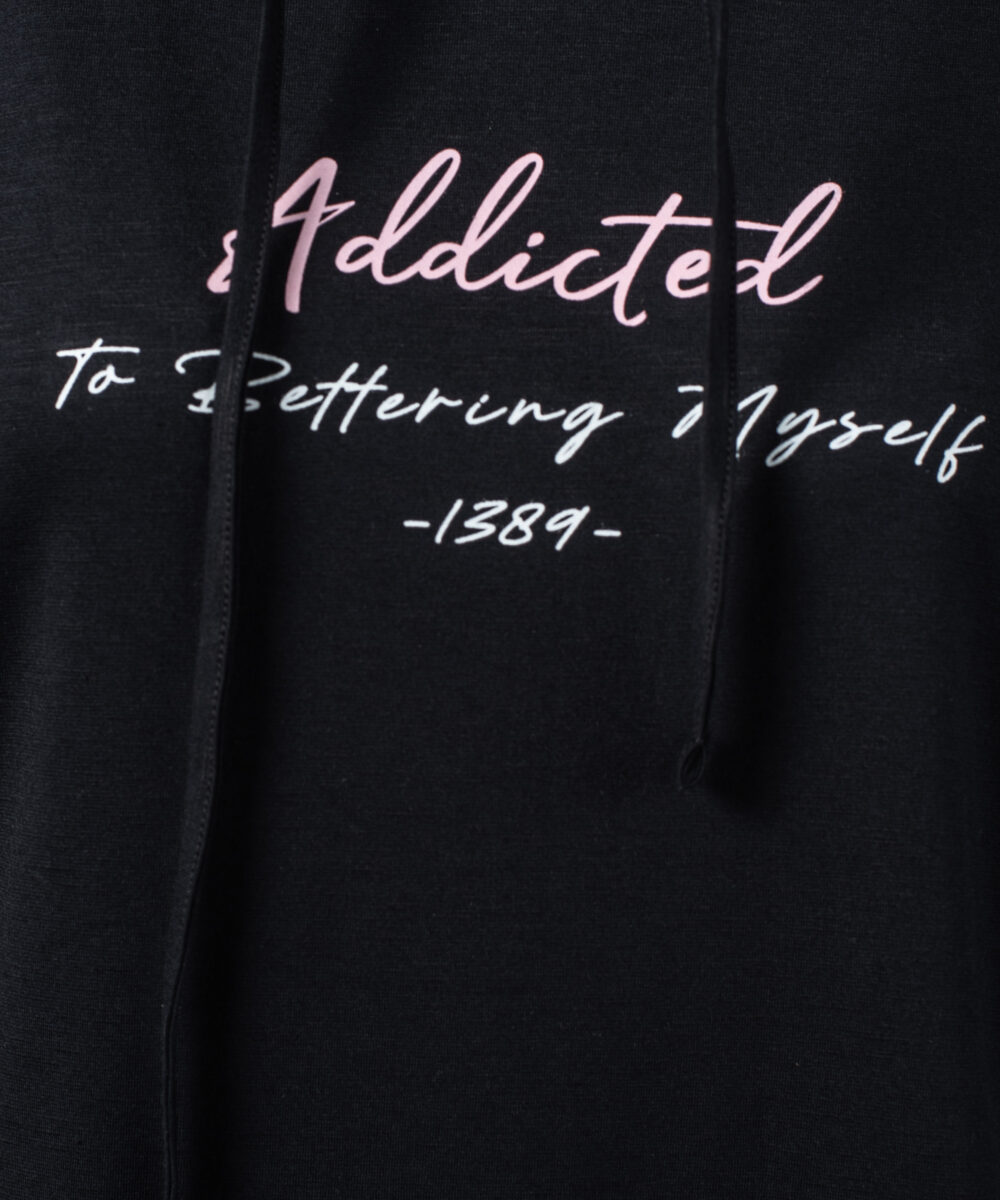 Addicted
To Bettering Myself
-1389-